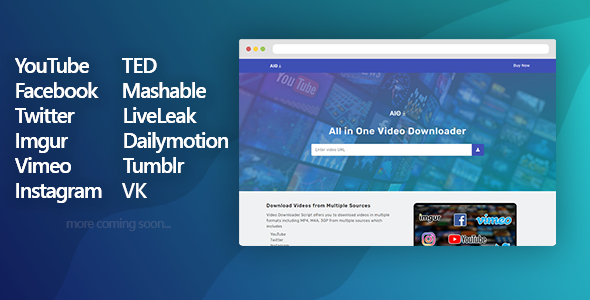 YouTube
Facebook
Twitter
Imgur
Vimeo
Instagram
TED
Mashable
LiveLeak
Dailymotion
Tumblr
VK
more coming soon...
AIO
Buy Now
You Tube
AIO
All in One Video Downloader
Enter video URL
Download Videos from Multiple Sources
Video Downloader Script offers you to download videos in multiple
formats including MP4, M4A, 3GP from multiple sources which
includes
YouTube
Twitter
Instagram
imgur
vimeo
YouTube